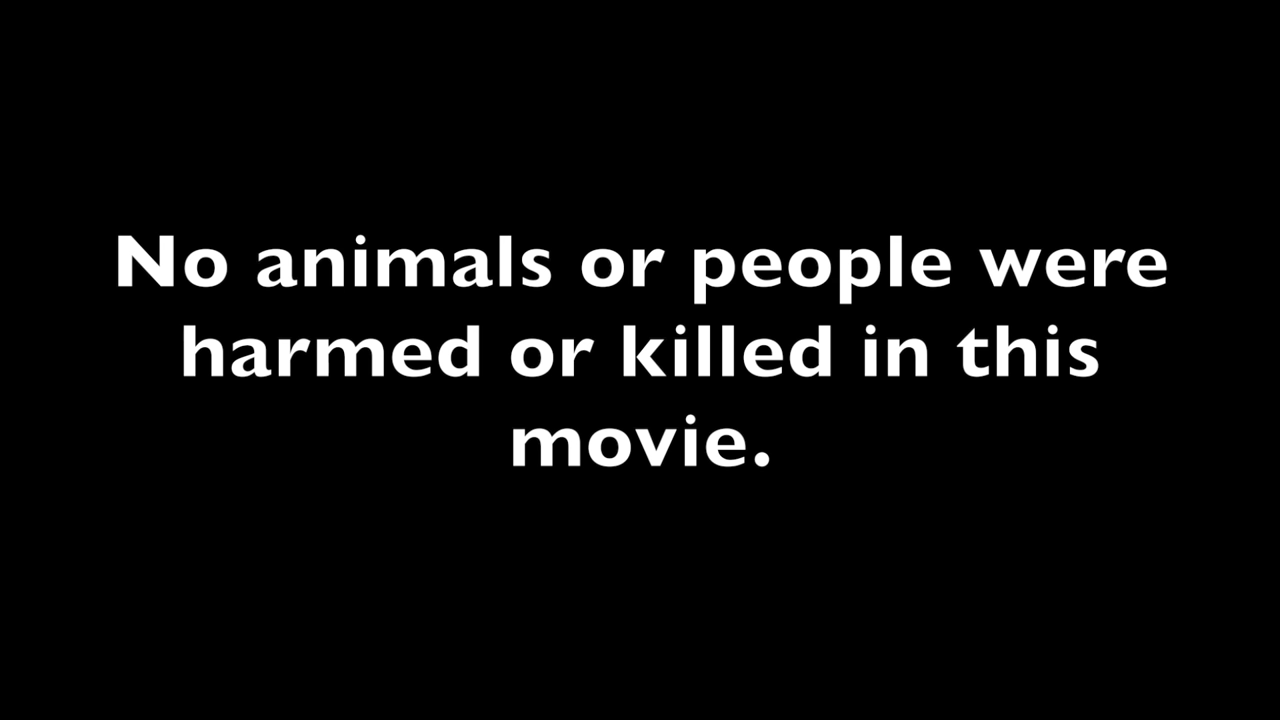 No animals or people were
harmed or killed in this
movie.